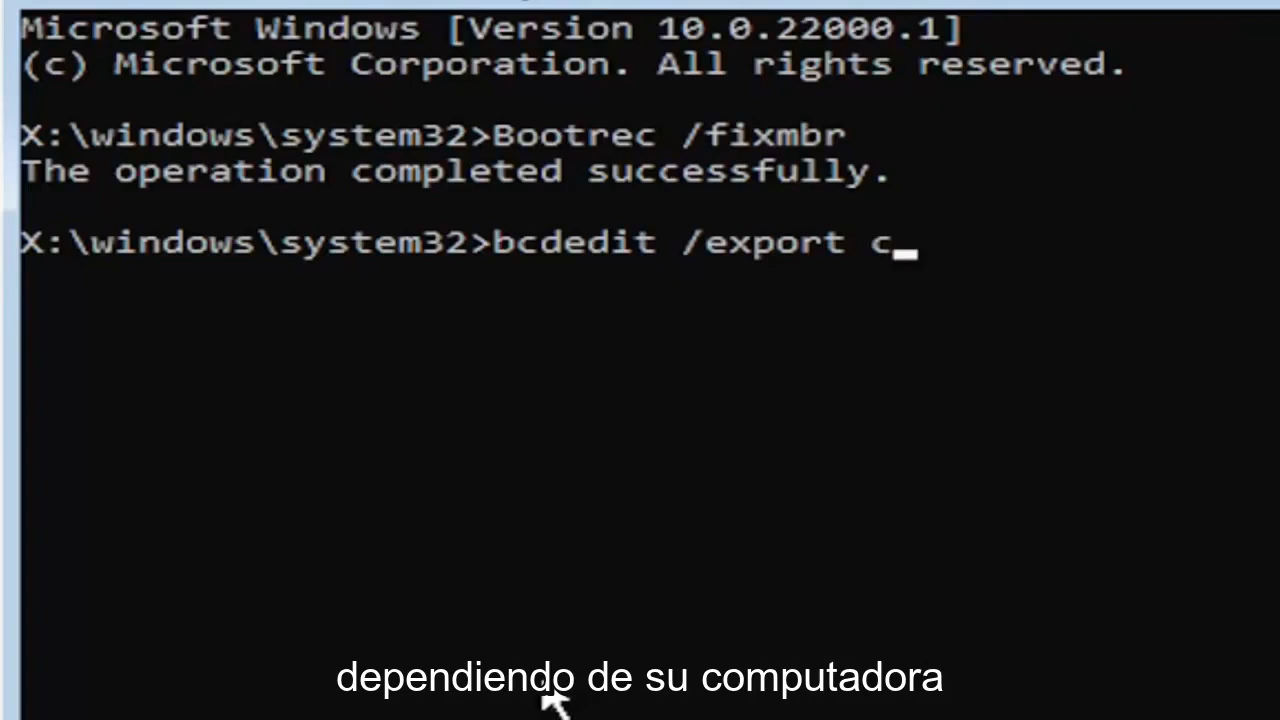 Microsoft Windows [Version 10.0.22000.1]
(c) Microsoft Corporation. All rights reserved.
X:\windows\system32>Bootrec /fixmbr
The operation completed successfully.
X:\windows\system32>bcdedit /export c
dependiendo de su computadora